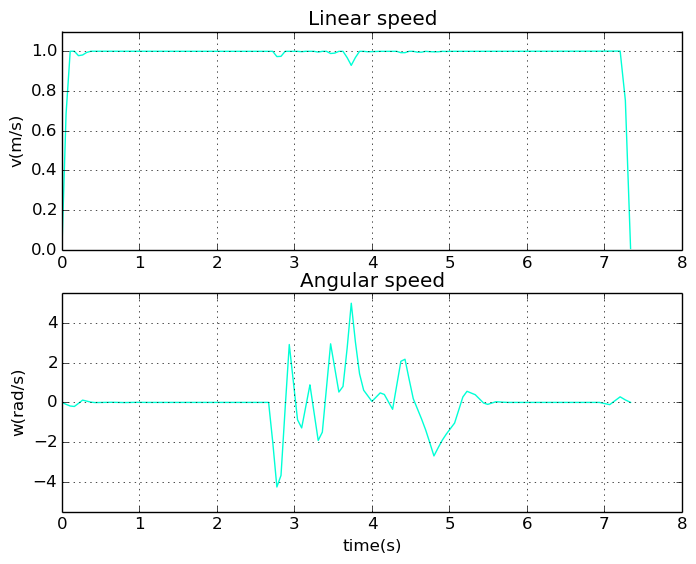 Linear speed
1.0
0.8
0.6
0.4
0.2
0.0
v(m/s)
0 1 2 3 4 5 6 7 8
Angular speed
4
2
0
−2
−4
w(rad/s)
0 1 2 3 4 5 6 7 8
time(s)